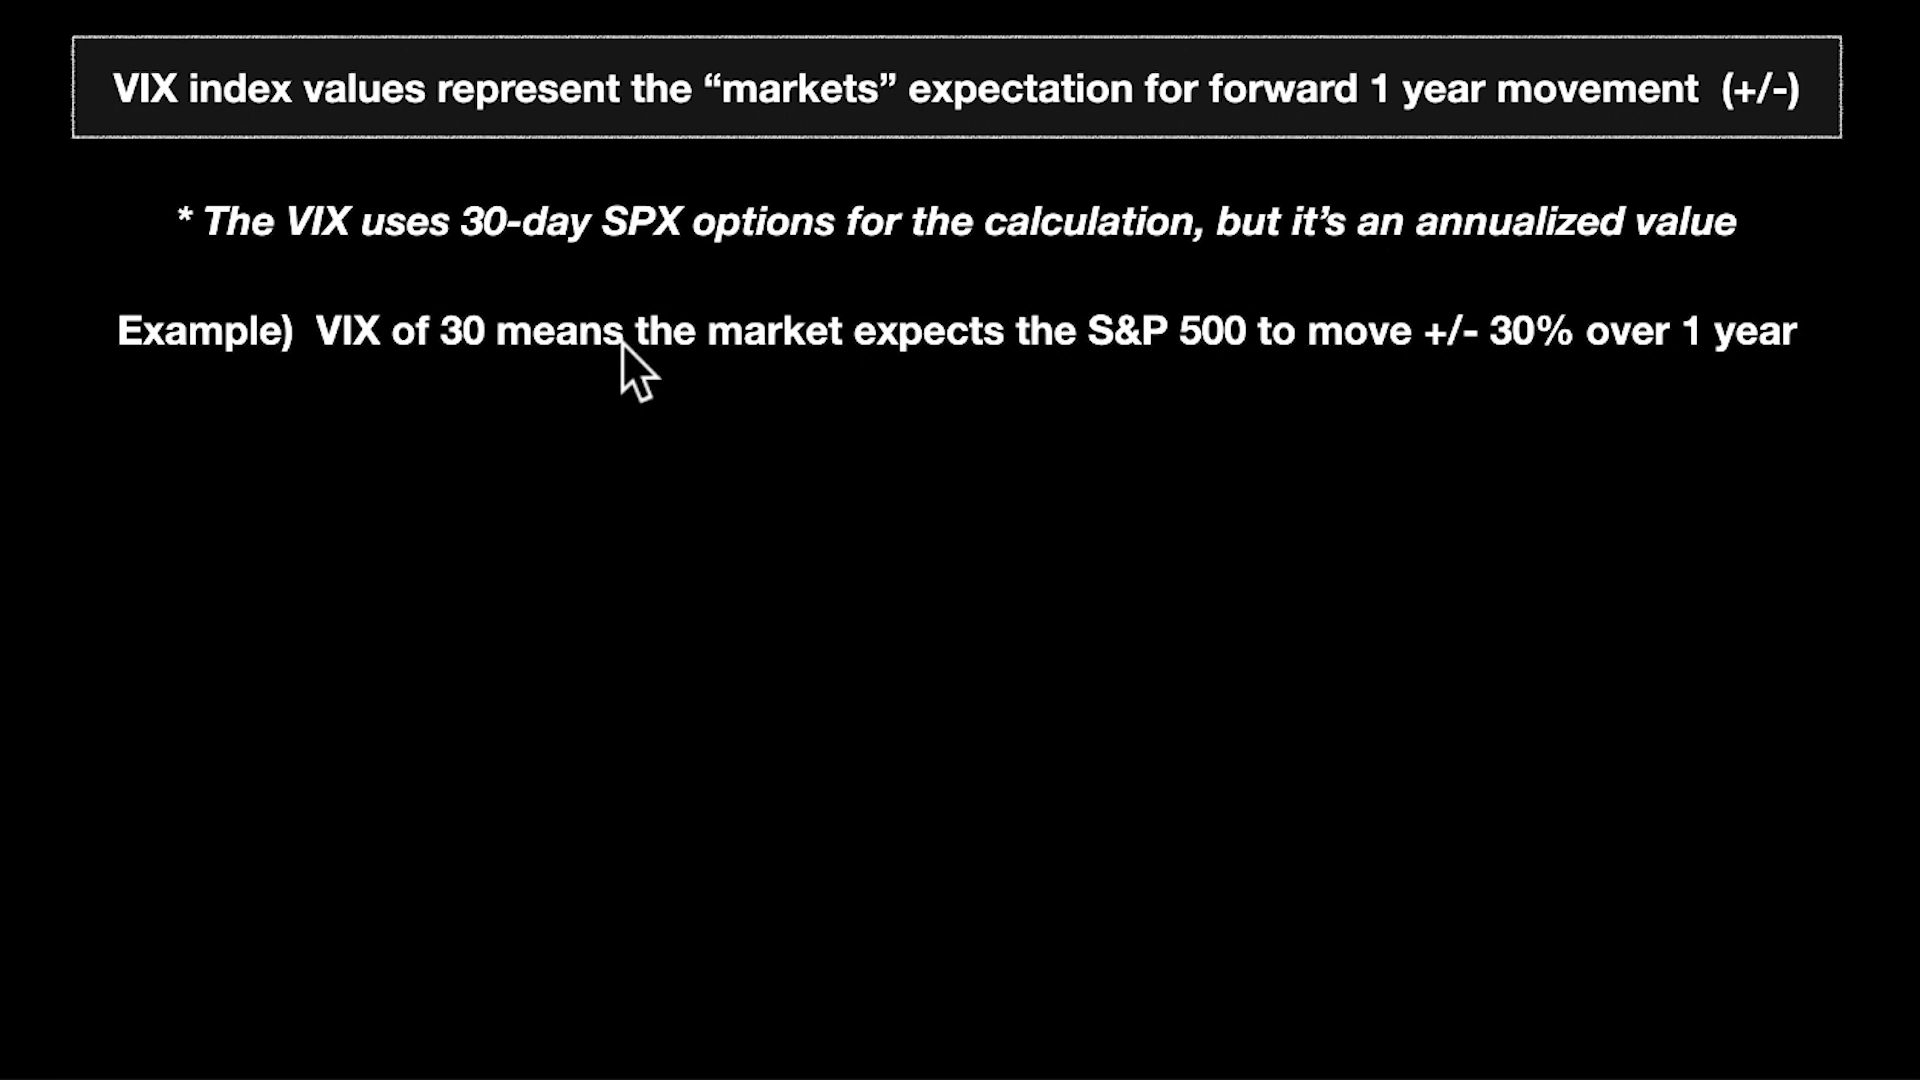 VIX index values represent the “markets” expectation for forward 1 year movement (+/-)
* The VIX uses 30-day SPX options for the calculation, but it’s an annualized value
Example) VIX of 30 means the market expects the S&P 500 to move +/- 30% over 1 year